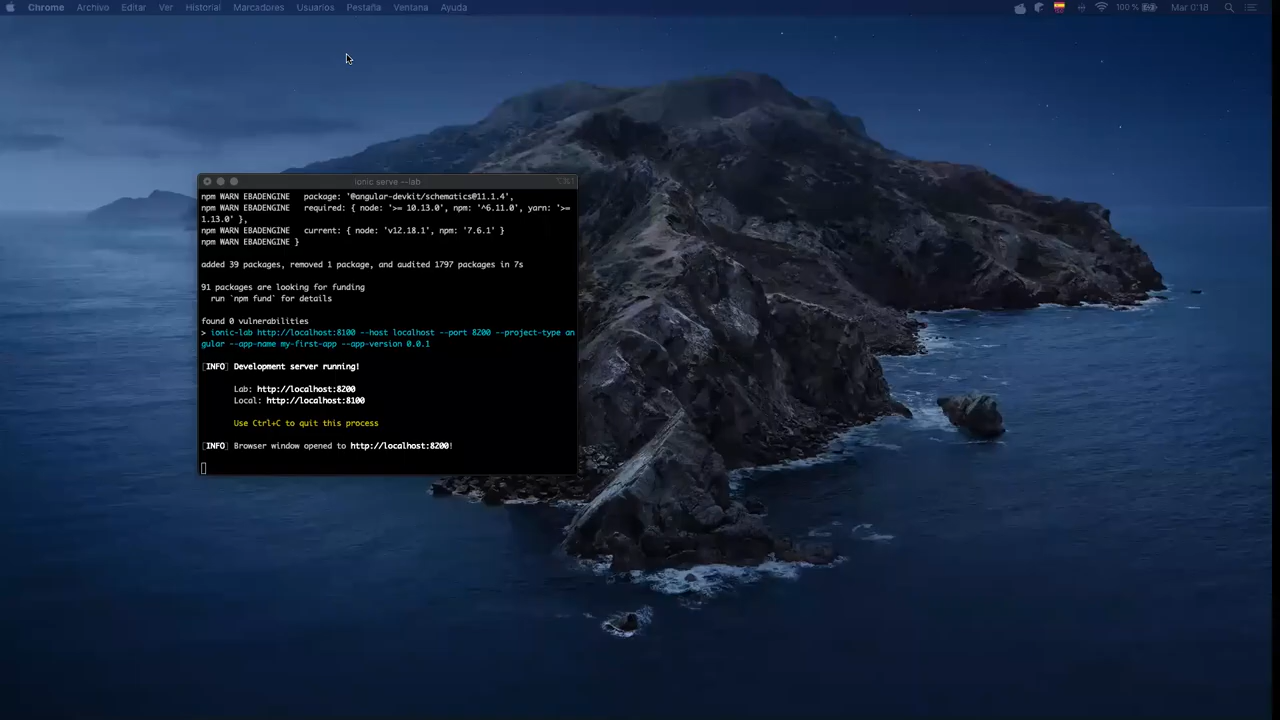 Chrome Archivo Editar Ver Historial Marcadores Usuarios Pestaña Ventana Ayuda 100 % Mar 0:18
ionic serve --lab
npm WARN EBADENGINE   package: '@angular-devkit/schematics@11.1.4',
npm WARN EBADENGINE   required: { node: '>= 10.13.0', npm: '^6.11.0', yarn: '>=
1.13.0' },
npm WARN EBADENGINE   current: { node: 'v12.18.1', npm: '7.6.1' }
npm WARN EBADENGINE }
added 39 packages, removed 1 package, and audited 1797 packages in 7s
91 packages are looking for funding
  run `npm fund` for details
found 0 vulnerabilities
> ionic-lab http://localhost:8100 --host localhost --port 8200 --project-type an
gular --app-name my-first-app --app-version 0.0.1
[INFO] Development server running!
       Lab: http://localhost:8200
       Local: http://localhost:8100
       Use Ctrl+C to quit this process
[INFO] Browser window opened to http://localhost:8200!